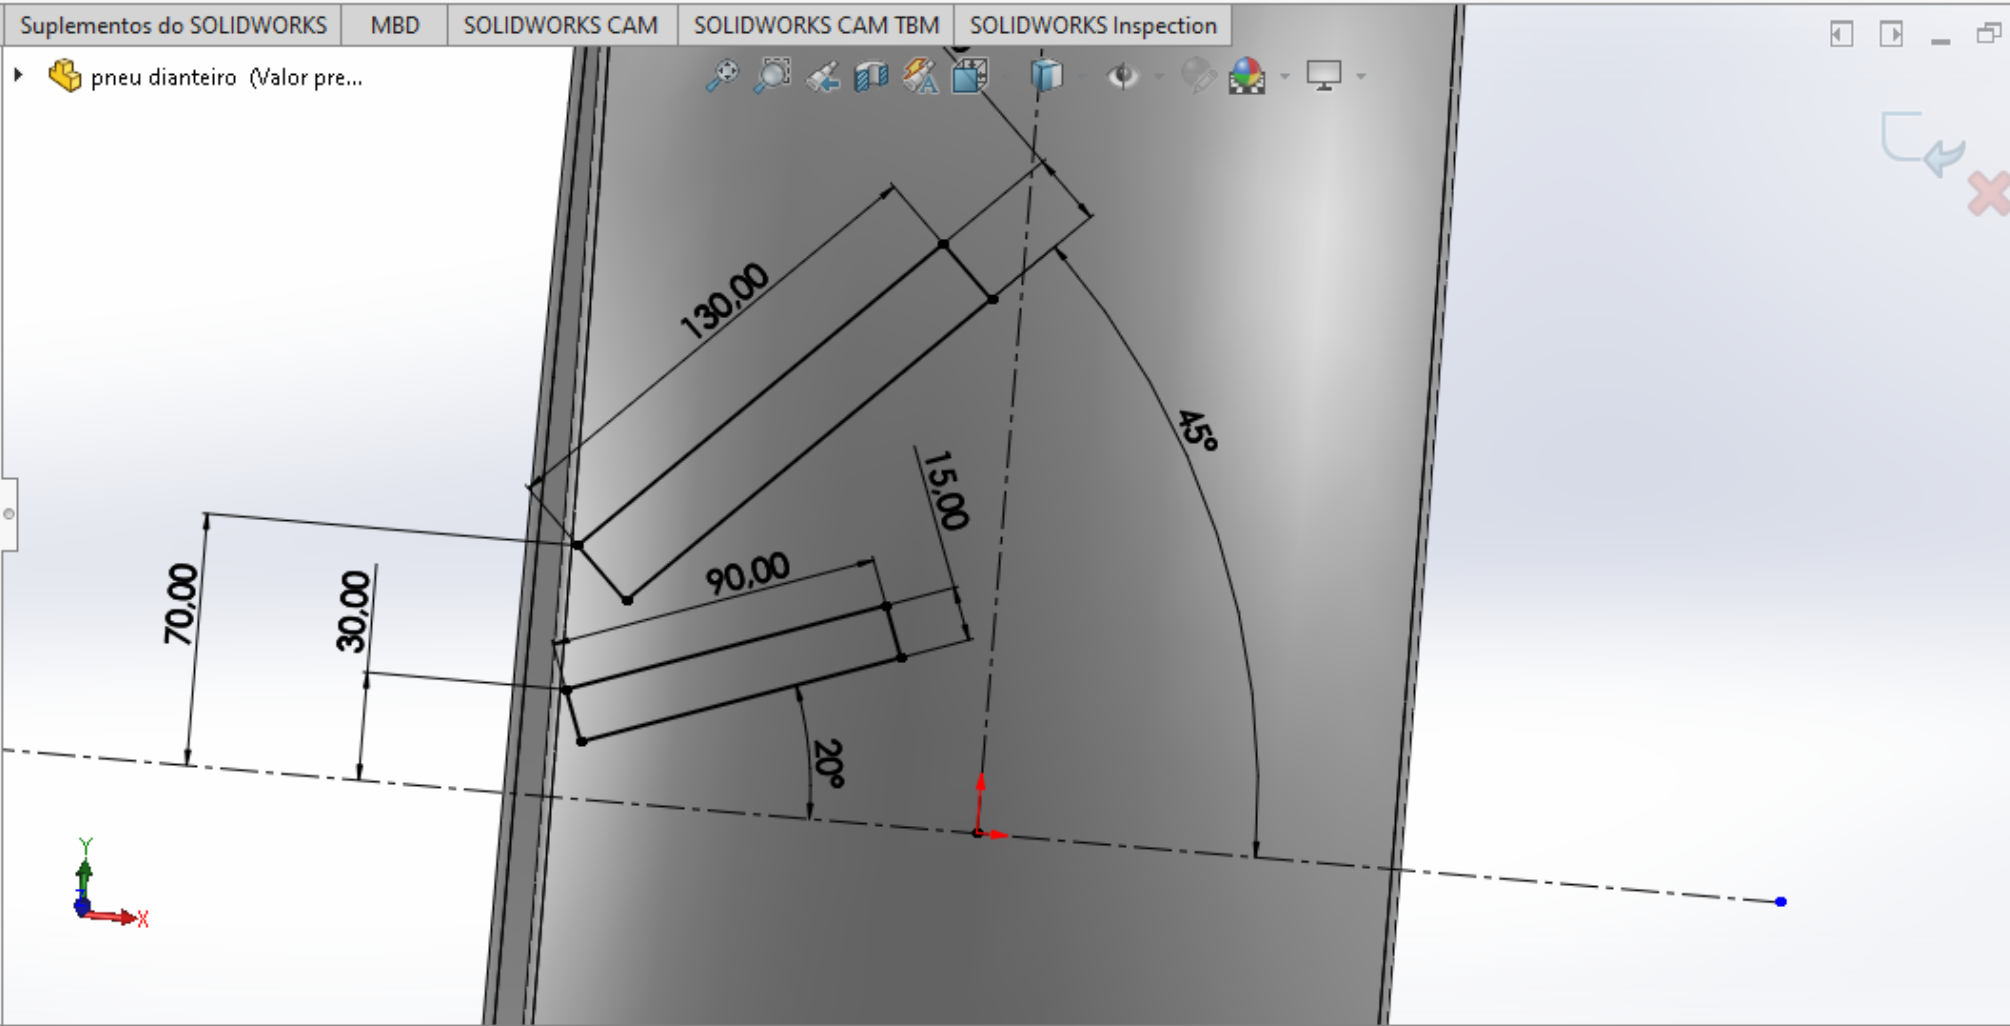 Suplementos do SOLIDWORKS
MBD
SOLIDWORKS CAM
SOLIDWORKS CAM TBM
SOLIDWORKS Inspection
pneu dianteiro (Valor pre...
130,00
45°
15,00
90,00
70,00
30,00
20°
Y
X